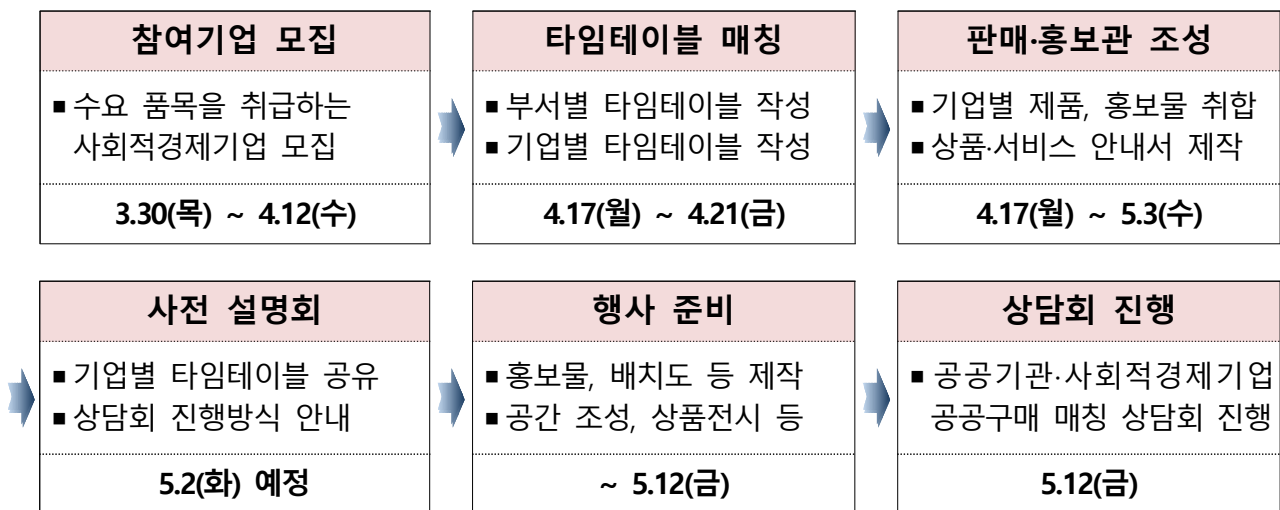 참여기업 모집
▪ 수요 품목을 취급하는
사회적경제기업 모집
3.30(목) ~ 4.12(수)
타임테이블 매칭
▪ 부서별 타임테이블 작성
▪ 기업별 타임테이블 작성
4.17(월) ~ 4.21(금)
판매·홍보관 조성
▪ 기업별 제품, 홍보물 취합
▪ 상품·서비스 안내서 제작
4.17(월) ~ 5.3(수)
사전 설명회
▪ 기업별 타임테이블 공유
▪ 상담회 진행방식 안내
5.2(화) 예정
행사 준비
▪ 홍보물, 배치도 등 제작
▪ 공간 조성, 상품전시 등
~ 5.12(금)
상담회 진행
▪ 공공기관·사회적경제기업
공공구매 매칭 상담회 진행
5.12(금)